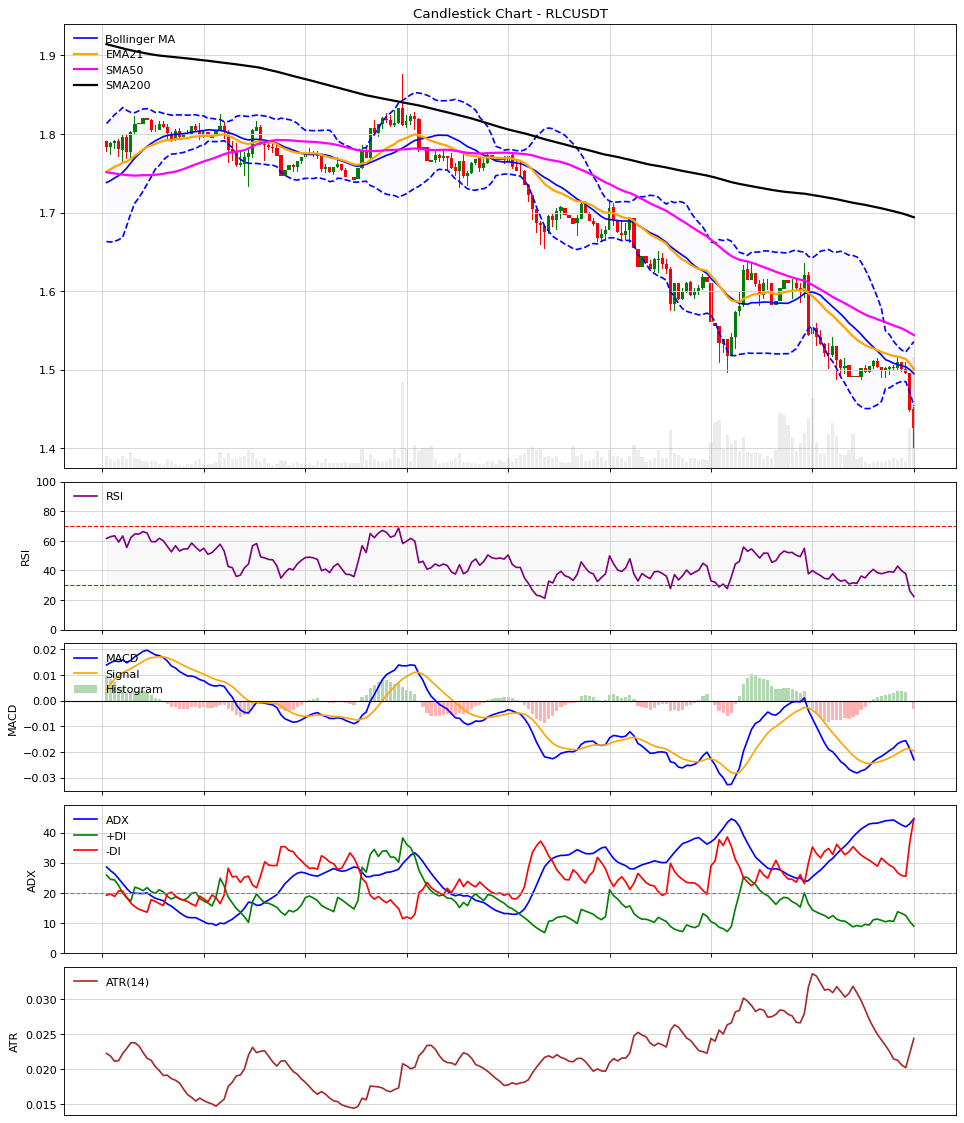 Candlestick Chart - RLCUSDT
Bollinger MA
EMA21
SMA50
SMA200
1.9
1.8
1.7
1.6
1.5
1.4
RSI
RSI
100
80
60
40
20
0
MACD
MACD
Signal
Histogram
0.02
0.01
0.00
−0.01
−0.02
−0.03
ADX
ADX
+DI
-DI
40
30
20
10
0
ATR
ATR(14)
0.030
0.025
0.020
0.015